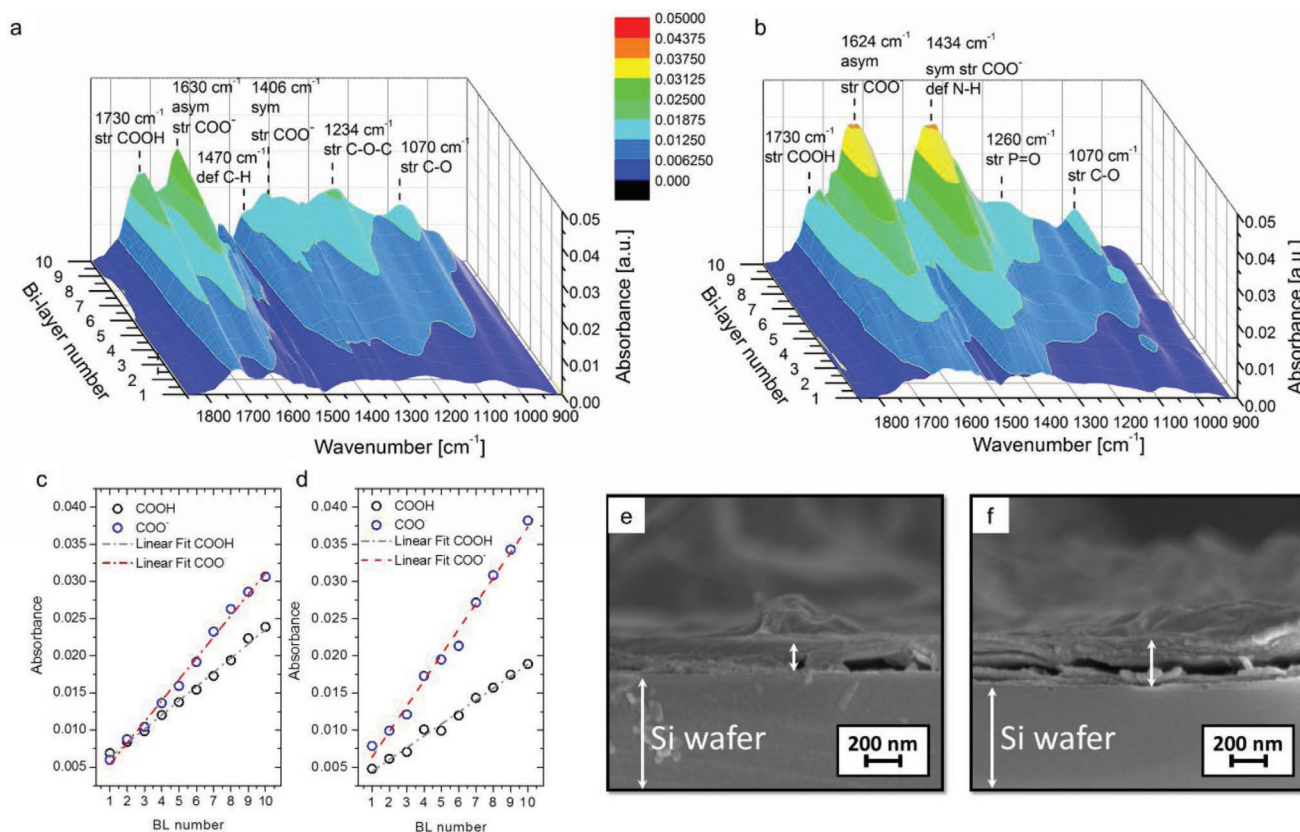 a
1730 cm⁻¹
str COOH
1630 cm⁻¹
asym
str COO⁻
1470 cm⁻¹
def C-H
1406 cm⁻¹
sym
str COO⁻
1234 cm⁻¹
str C-O-C
1070 cm⁻¹
str C-O
10
9
8
7
6
5
4
3
2
1
Bi-layer number
1800 1700 1600 1500 1400 1300 1200 1100 1000 900
Wavenumber [cm⁻¹]
0.05
0.04
0.03
0.02
0.01
0.00
Absorbance [a.u.]
0.05000
0.04375
0.03750
0.03125
0.02500
0.01875
0.01250
0.006250
0.000
b
1624 cm⁻¹
asym
str COO⁻
1434 cm⁻¹
sym str COO⁻
def N-H
1730 cm⁻¹
str COOH
1260 cm⁻¹
str P=O
1070 cm⁻¹
str C-O
10
9
8
7
6
5
4
3
2
1
Bi-layer number
1800 1700 1600 1500 1400 1300 1200 1100 1000 900
Wavenumber [cm⁻¹]
0.05
0.04
0.03
0.02
0.01
0.00
Absorbance [a.u.]
c
COOH
COO⁻
Linear Fit COOH
Linear Fit COO⁻
0.040
0.035
0.030
0.025
0.020
0.015
0.010
0.005
Absorbance
1 2 3 4 5 6 7 8 9 10
BL number
d
COOH
COO⁻
Linear Fit COOH
Linear Fit COO⁻
0.040
0.035
0.030
0.025
0.020
0.015
0.010
0.005
Absorbance
1 2 3 4 5 6 7 8 9 10
BL number
e
Si wafer
200 nm
f
Si wafer
200 nm